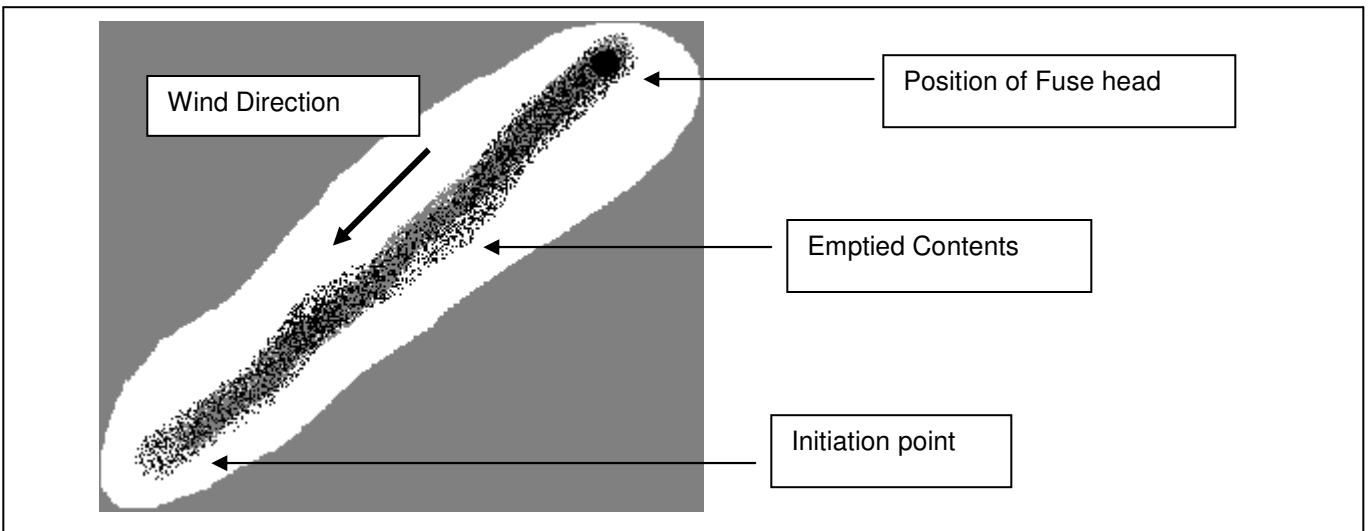 Wind Direction
Position of Fuse head
Emptied Contents
Initiation point